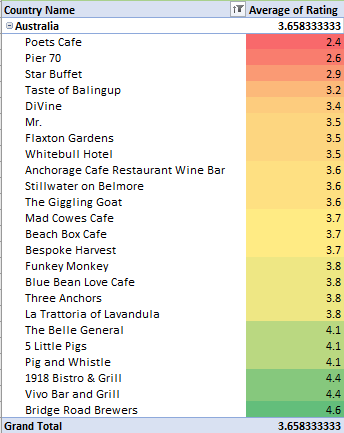 Country Name Average of Rating
Australia 3.658333333
Poets Cafe 2.4
Pier 70 2.6
Star Buffet 2.9
Taste of Balingup 3.2
DiVine 3.4
Mr. 3.5
Flaxton Gardens 3.5
Whitebull Hotel 3.5
Anchorage Cafe Restaurant Wine Bar 3.6
Stillwater on Belmore 3.6
The Giggling Goat 3.6
Mad Cowes Cafe 3.7
Beach Box Cafe 3.7
Bespoke Harvest 3.7
Funkey Monkey 3.8
Blue Bean Love Cafe 3.8
Three Anchors 3.8
La Trattoria of Lavandula 3.8
The Belle General 4.1
5 Little Pigs 4.1
Pig and Whistle 4.1
1918 Bistro & Grill 4.4
Vivo Bar and Grill 4.4
Bridge Road Brewers 4.6
Grand Total 3.658333333